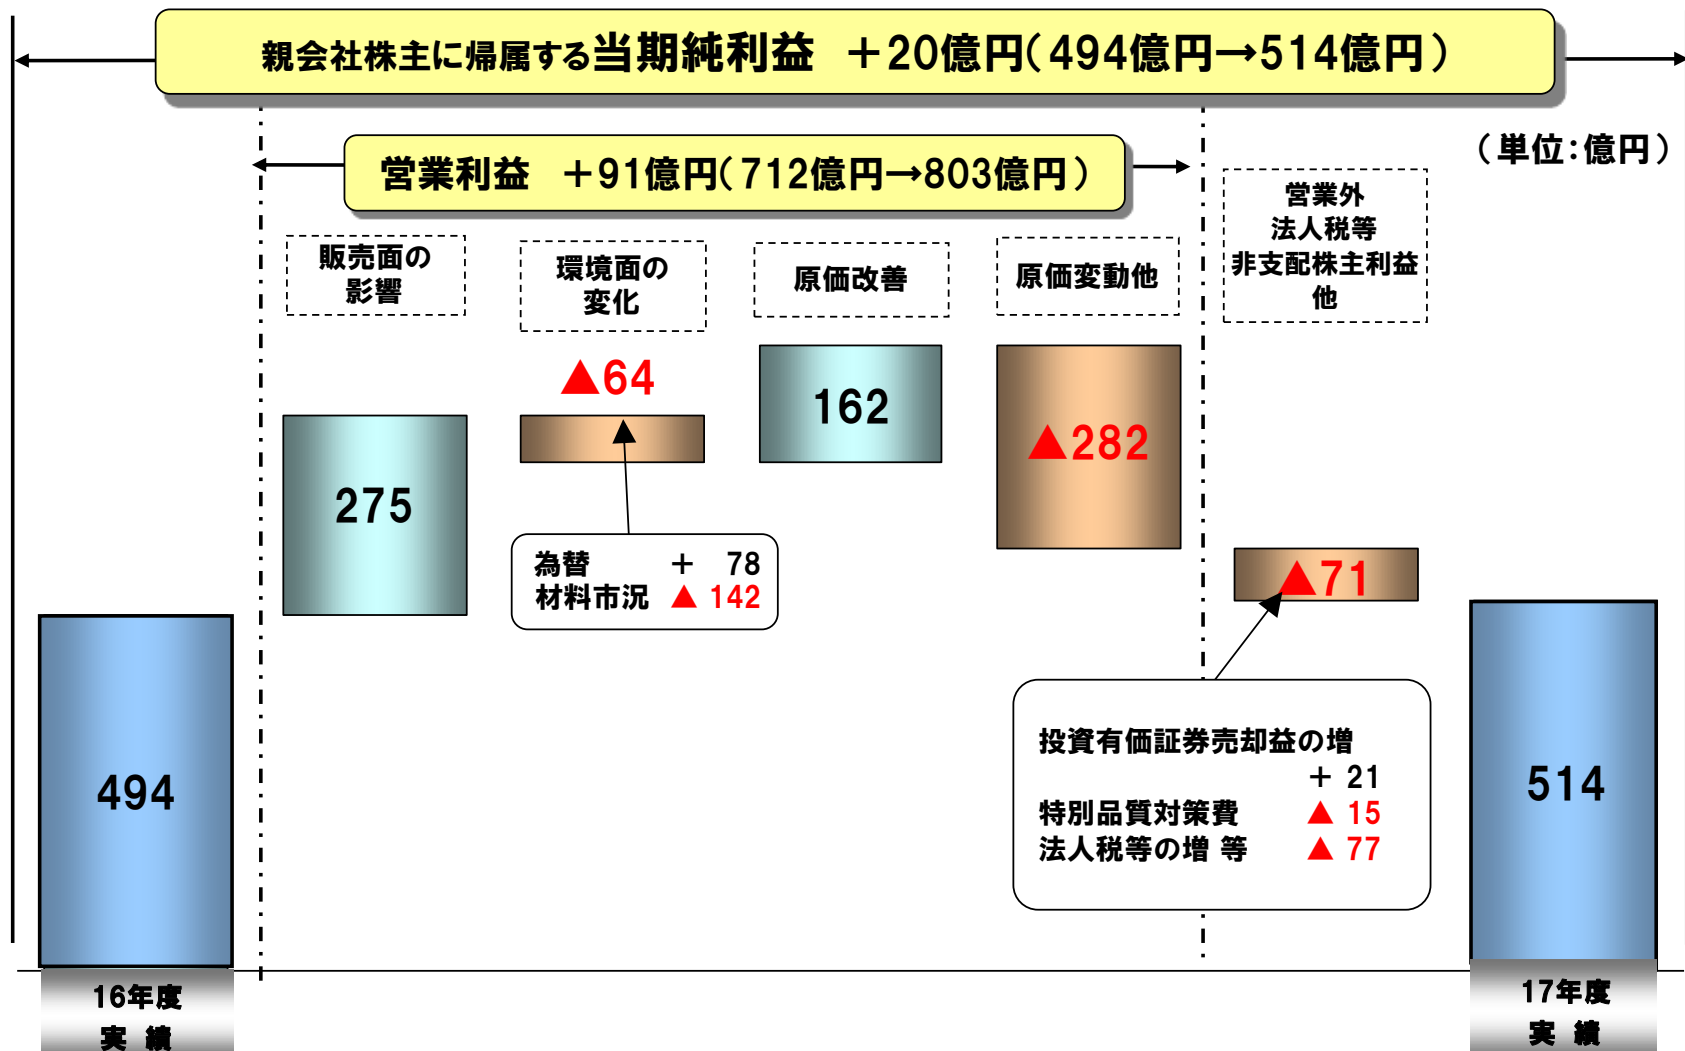 親会社株主に帰属する当期純利益 ＋20億円（494億円→514億円）
（単位：億円）
営業利益 ＋91億円（712億円→803億円）
販売面の
影響
環境面の
変化
原価改善
原価変動他
営業外
法人税等
非支配株主利益
他
▲64
162
▲282
275
為替 ＋ 78
材料市況 ▲ 142
▲71
投資有価証券売却益の増
＋ 21
特別品質対策費 ▲ 15
法人税等の増 等 ▲ 77
494
514
16年度
実 績
17年度
実 績